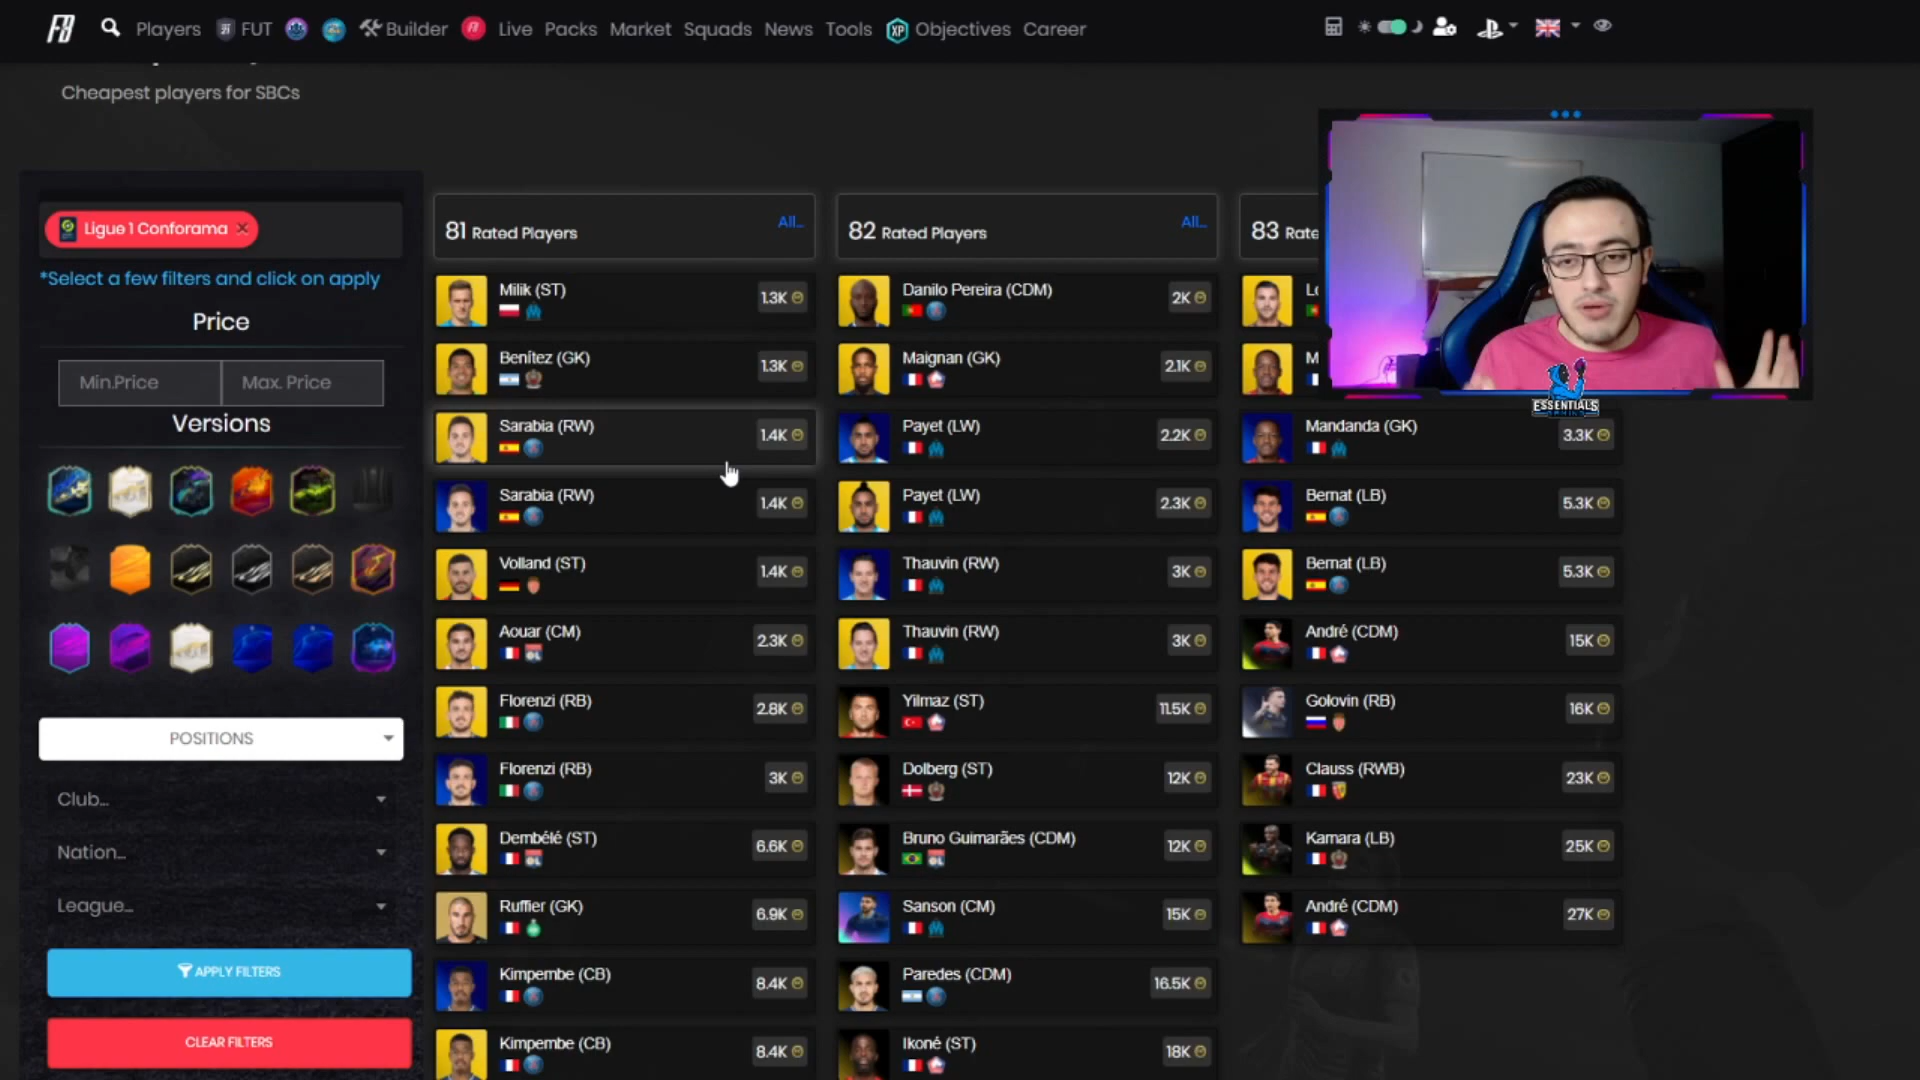 FB Players FUT Builder Live Packs Market Squads News Tools XP Objectives Career
Cheapest players for SBCs
Ligue 1 Conforama ×
*Select a few filters and click on apply
Price
Min.Price
Max. Price
Versions
POSITIONS
Club...
Nation...
League...
APPLY FILTERS
CLEAR FILTERS
81 Rated Players All...
Milik (ST) 1.3K
Benítez (GK) 1.3K
Sarabia (RW) 1.4K
Sarabia (RW) 1.4K
Volland (ST) 1.4K
Aouar (CM) 2.3K
Florenzi (RB) 2.8K
Florenzi (RB) 3K
Dembélé (ST) 6.6K
Ruffier (GK) 6.9K
Kimpembe (CB) 8.4K
Kimpembe (CB) 8.4K
82 Rated Players All...
Danilo Pereira (CDM) 2K
Maignan (GK) 2.1K
Payet (LW) 2.2K
Payet (LW) 2.3K
Thauvin (RW) 3K
Thauvin (RW) 3K
Yilmaz (ST) 11.5K
Dolberg (ST) 12K
Bruno Guimarães (CDM) 12K
Sanson (CM) 15K
Paredes (CDM) 16.5K
Ikoné (ST) 18K
83 Rate
Lo
M
Mandanda (GK) 3.3K
Bernat (LB) 5.3K
Bernat (LB) 5.3K
André (CDM) 15K
Golovin (RB) 16K
Clauss (RWB) 23K
Kamara (LB) 25K
André (CDM) 27K
ESSENTIALS